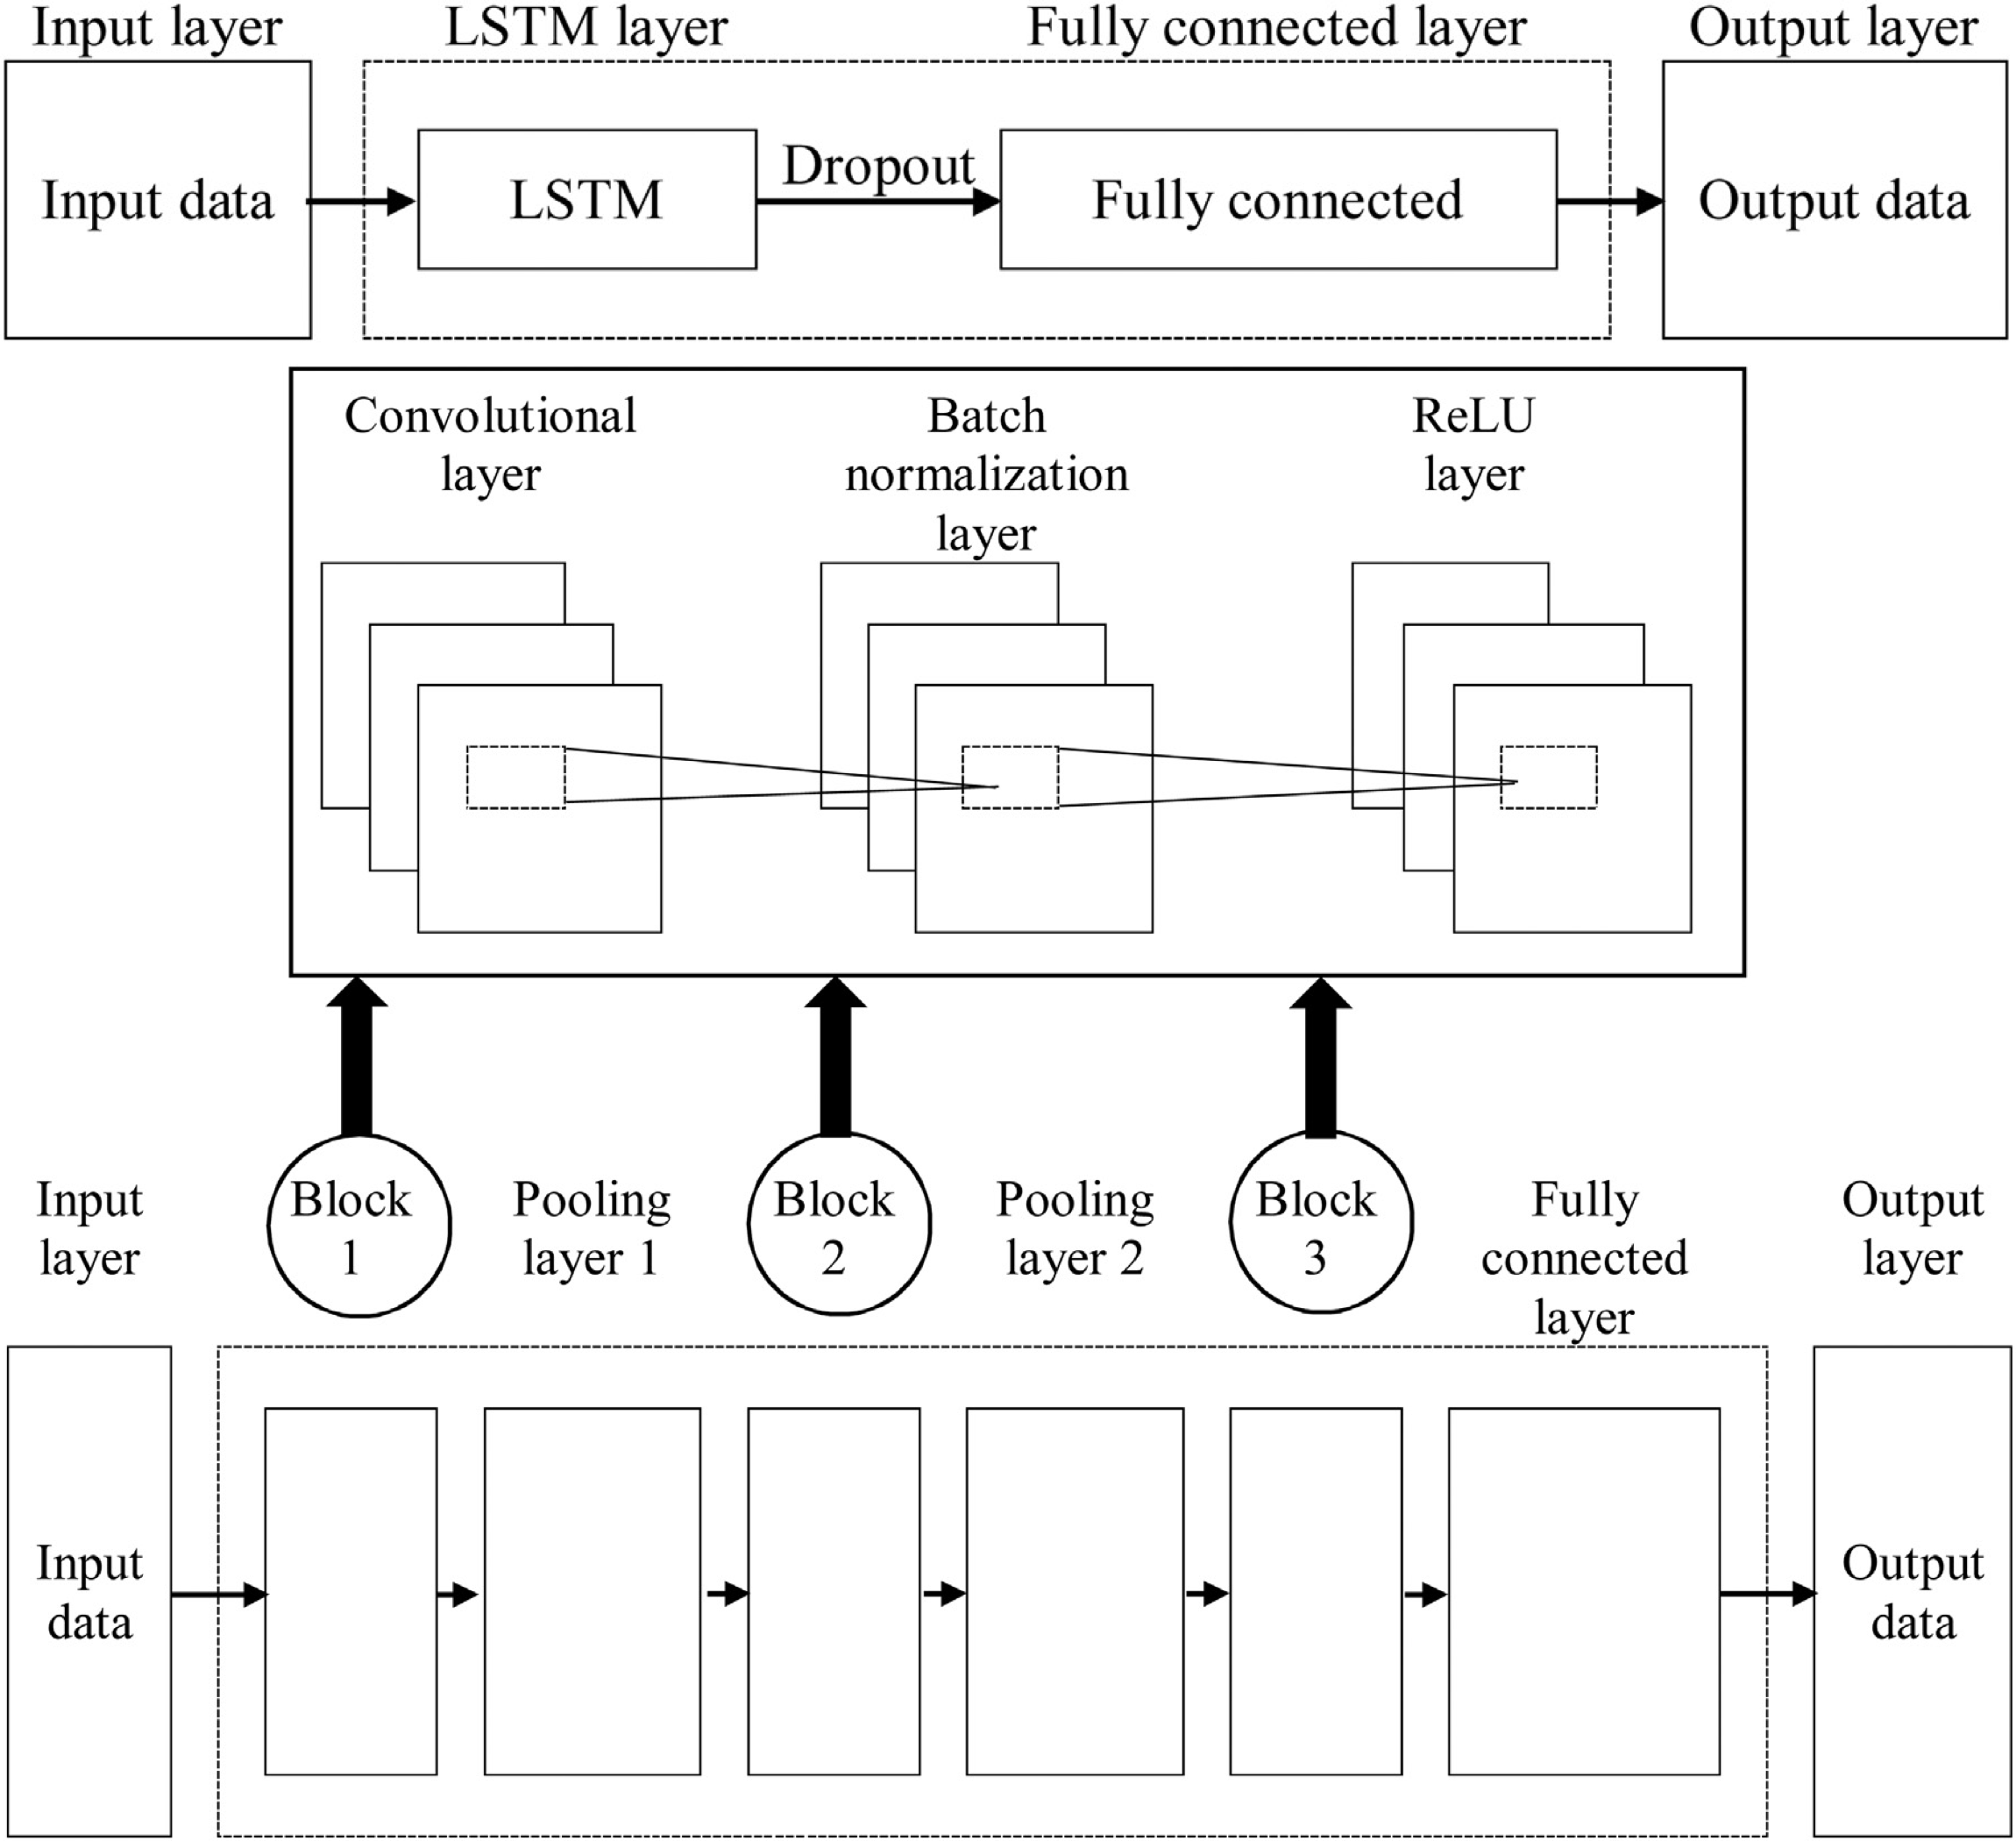 Input layer
LSTM layer
Fully connected layer
Output layer
Input data
LSTM
Dropout
Fully connected
Output data
Convolutional
layer
Batch
normalization
layer
ReLU
layer
Input
layer
Block
1
Pooling
layer 1
Block
2
Pooling
layer 2
Block
3
Fully
connected
layer
Output
layer
Input
data
Output
data